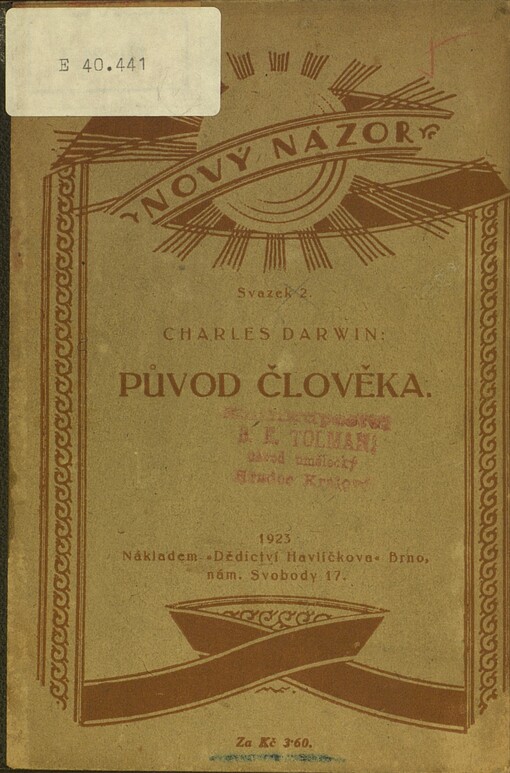 E 40.441
NOVÝ NÁZOR
Svazek 2.
CHARLES DARWIN:
PŮVOD ČLOVĚKA.
B. E. TOLMAN
závod umělecký
Hradec Králové
1923
Nákladem »Dědictví Havlíčkova« Brno,
nám. Svobody 17.
Za Kč 3·60.